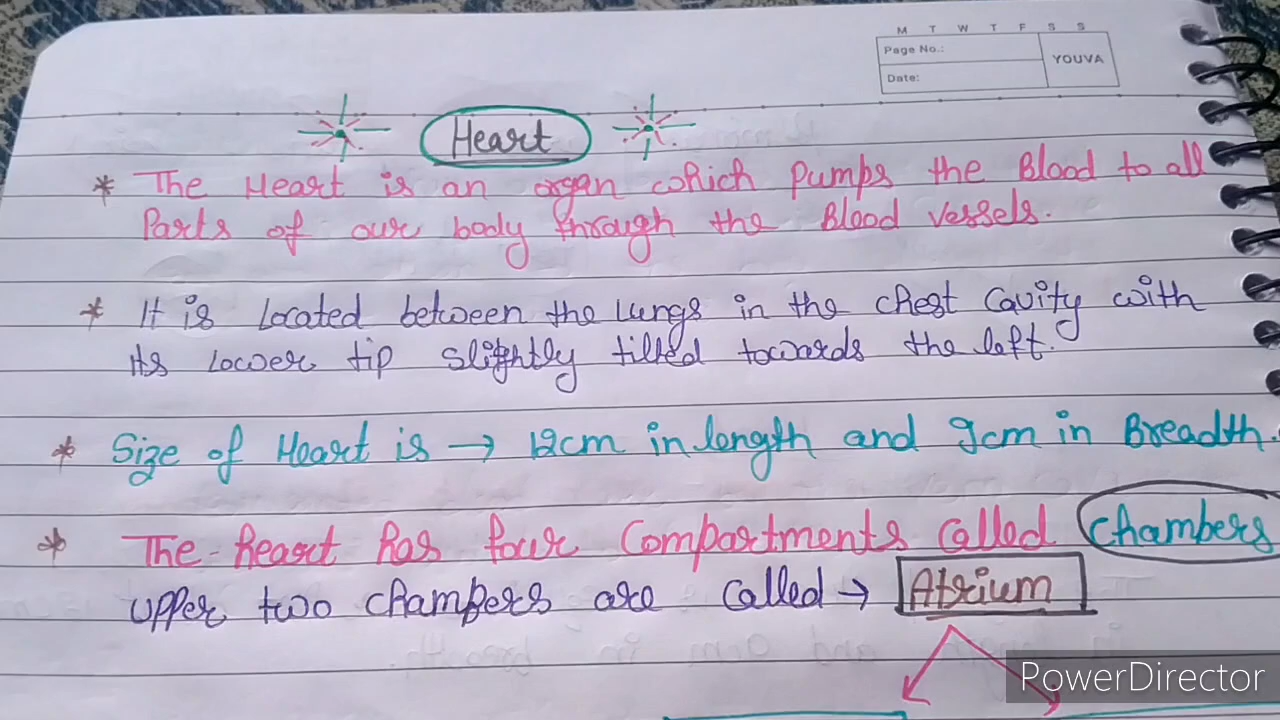 M T W T F S S
Page No.:
YOUVA
Date:
Heart
* The Heart is an organ which Pumps the Blood to all
Parts of our body through the Blood Vessels.
* It is Located between the Lungs in the chest Cavity with
its Lower tip slightly tilted towards the left.
* Size of Heart is → 12cm in length and 9cm in Breadth.
* The heart has four Compartments Called Chambers
upper two chambers are Called → Atrium
PowerDirector